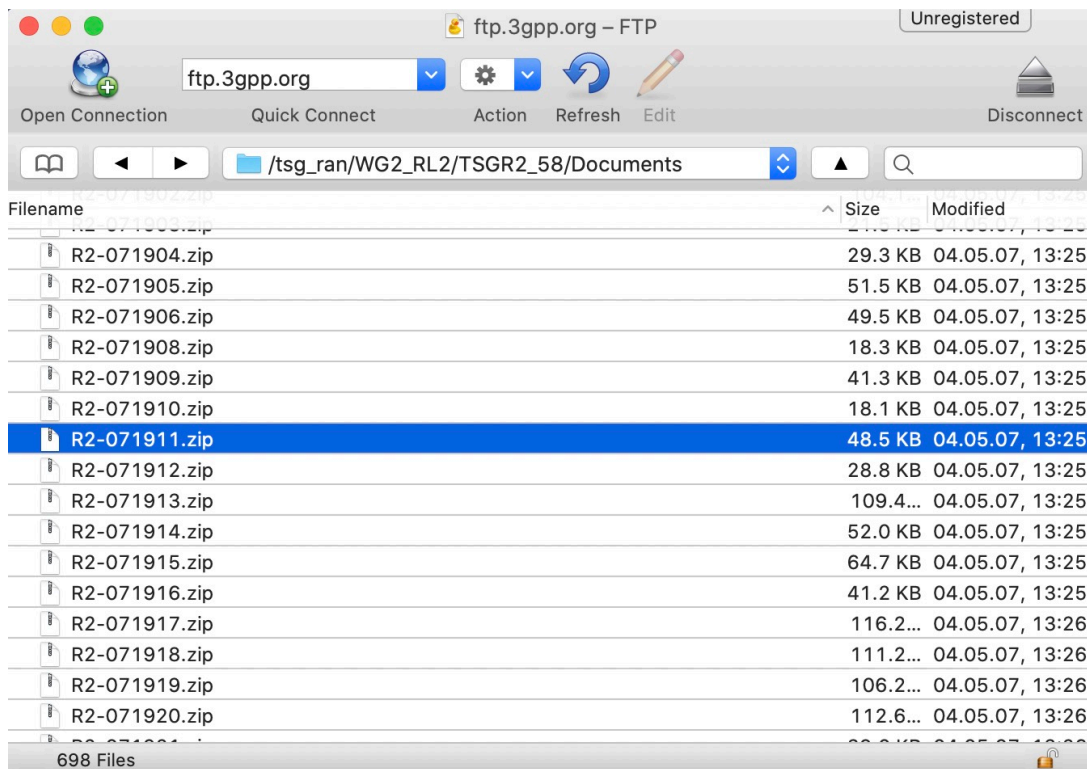 ftp.3gpp.org – FTP
Unregistered
ftp.3gpp.org
Open Connection Quick Connect Action Refresh Edit Disconnect
/tsg_ran/WG2_RL2/TSGR2_58/Documents
Filename Size Modified
R2-071904.zip 29.3 KB 04.05.07, 13:25
R2-071905.zip 51.5 KB 04.05.07, 13:25
R2-071906.zip 49.5 KB 04.05.07, 13:25
R2-071908.zip 18.3 KB 04.05.07, 13:25
R2-071909.zip 41.3 KB 04.05.07, 13:25
R2-071910.zip 18.1 KB 04.05.07, 13:25
R2-071911.zip 48.5 KB 04.05.07, 13:25
R2-071912.zip 28.8 KB 04.05.07, 13:25
R2-071913.zip 109.4... 04.05.07, 13:25
R2-071914.zip 52.0 KB 04.05.07, 13:25
R2-071915.zip 64.7 KB 04.05.07, 13:25
R2-071916.zip 41.2 KB 04.05.07, 13:25
R2-071917.zip 116.2... 04.05.07, 13:26
R2-071918.zip 111.2... 04.05.07, 13:26
R2-071919.zip 106.2... 04.05.07, 13:26
R2-071920.zip 112.6... 04.05.07, 13:26
698 Files